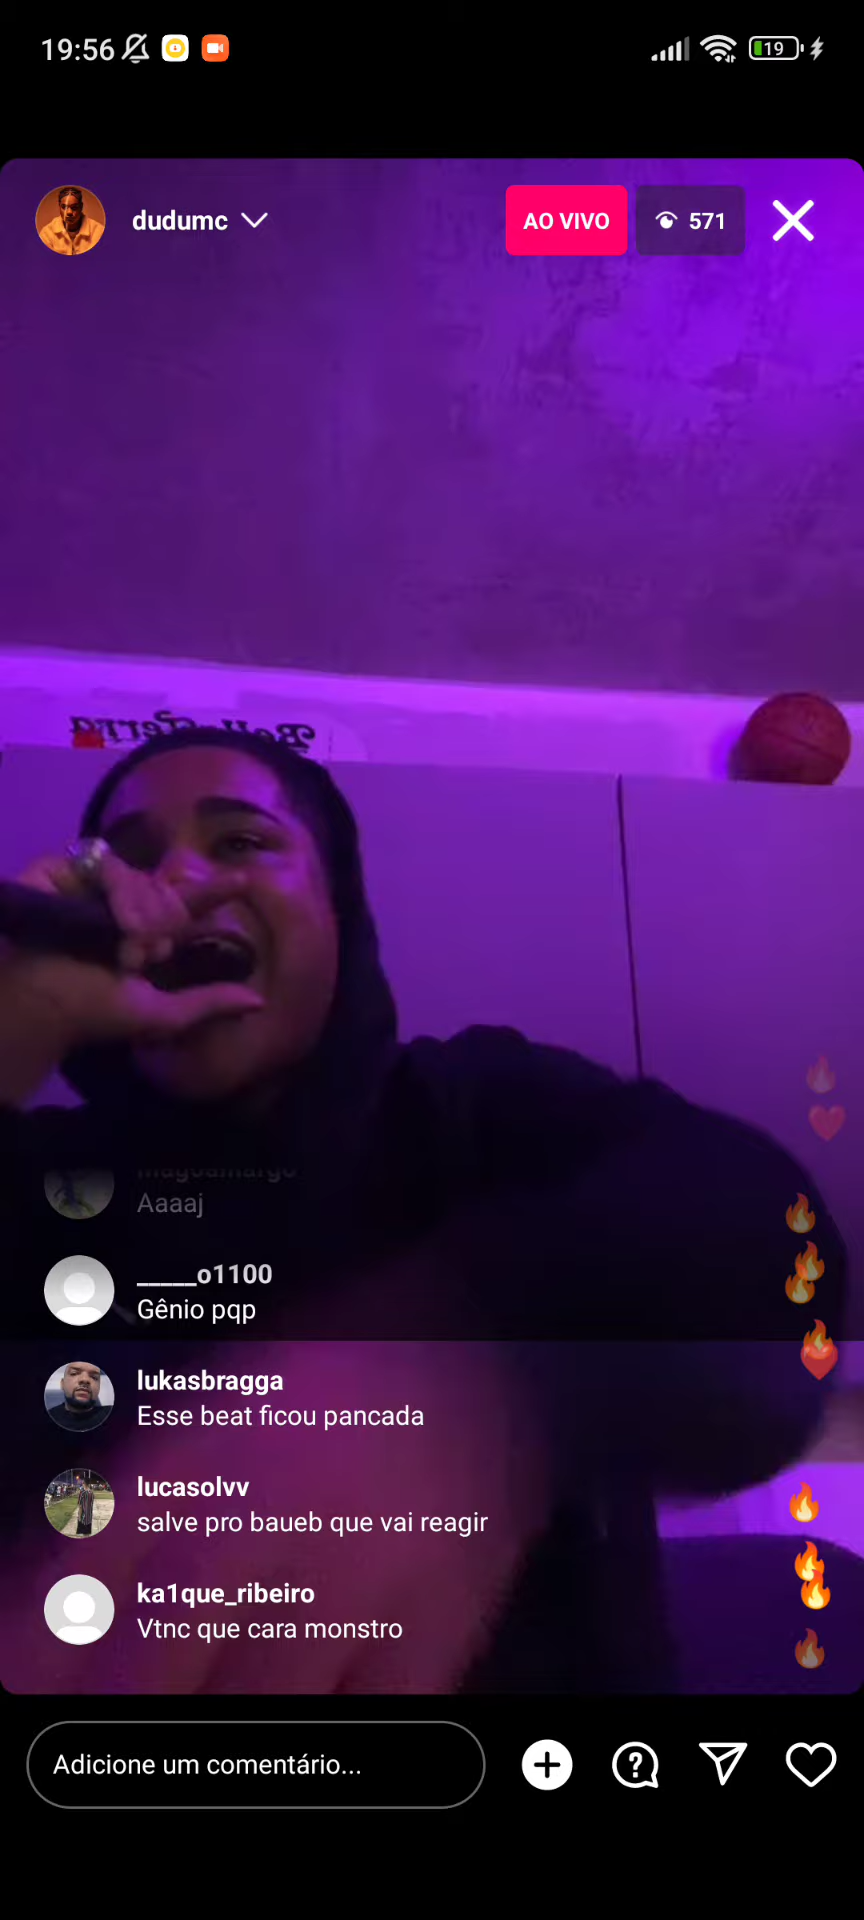 19:56
19
dudumc
AO VIVO
571
Aaaaj
_____o1100
Gênio pqp
lukasbragga
Esse beat ficou pancada
lucasolvv
salve pro baueb que vai reagir
ka1que_ribeiro
Vtnc que cara monstro
Adicione um comentário...